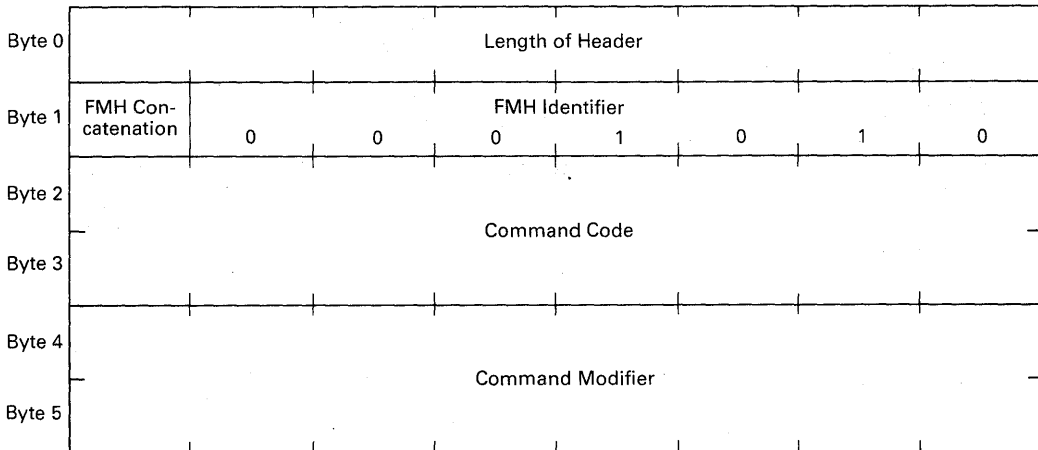 Byte 0
Length of Header
Byte 1
FMH Con-
catenation
FMH Identifier
0 0 0 1 0 1 0
Byte 2
Command Code
Byte 3
Byte 4
Command Modifier
Byte 5